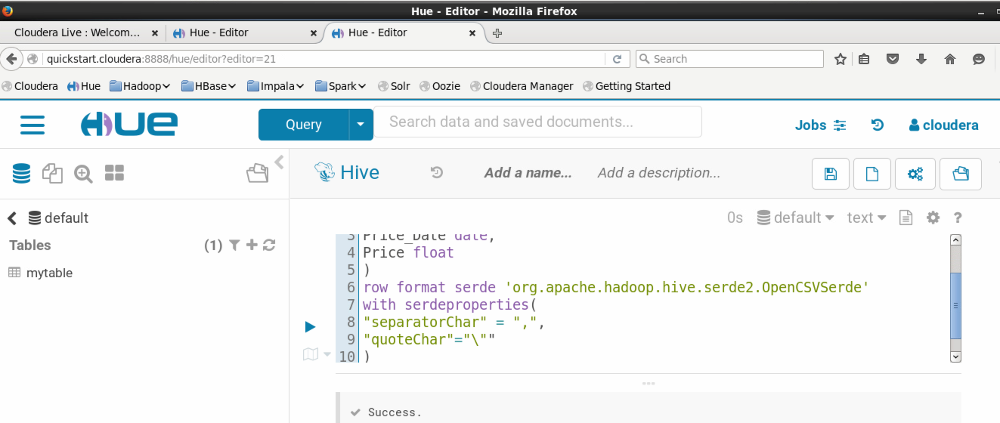 Hue - Editor - Mozilla Firefox
Cloudera Live : Welcom... Hue - Editor Hue - Editor
quickstart.cloudera:8888/hue/editor?editor=21 Search
Cloudera Hue Hadoop HBase Impala Spark Solr Oozie Cloudera Manager Getting Started
HUE Query Search data and saved documents... Jobs cloudera
Hive Add a name... Add a description...
default 0s default text ?
Tables (1)
mytable
3 Price_Date date,
4 Price float
5 )
6 row format serde 'org.apache.hadoop.hive.serde2.OpenCSVSerde'
7 with serdeproperties(
8 "separatorChar" = ",",
9 "quoteChar"="\""
10 )
Success.